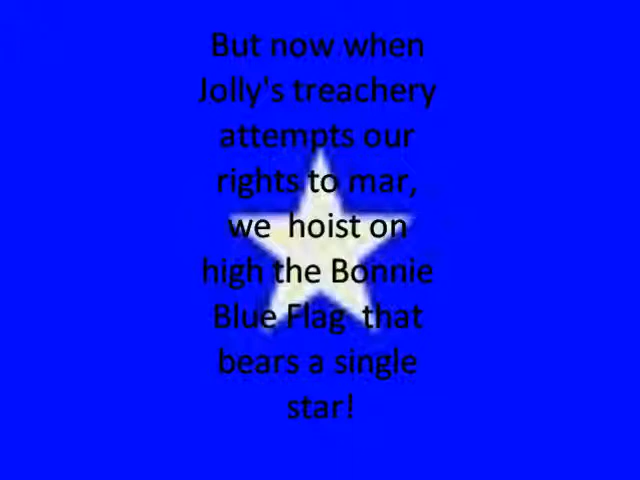 But now when
Jolly's treachery
attempts our
rights to mar,
we  hoist on
high the Bonnie
Blue Flag  that
bears a single
star!